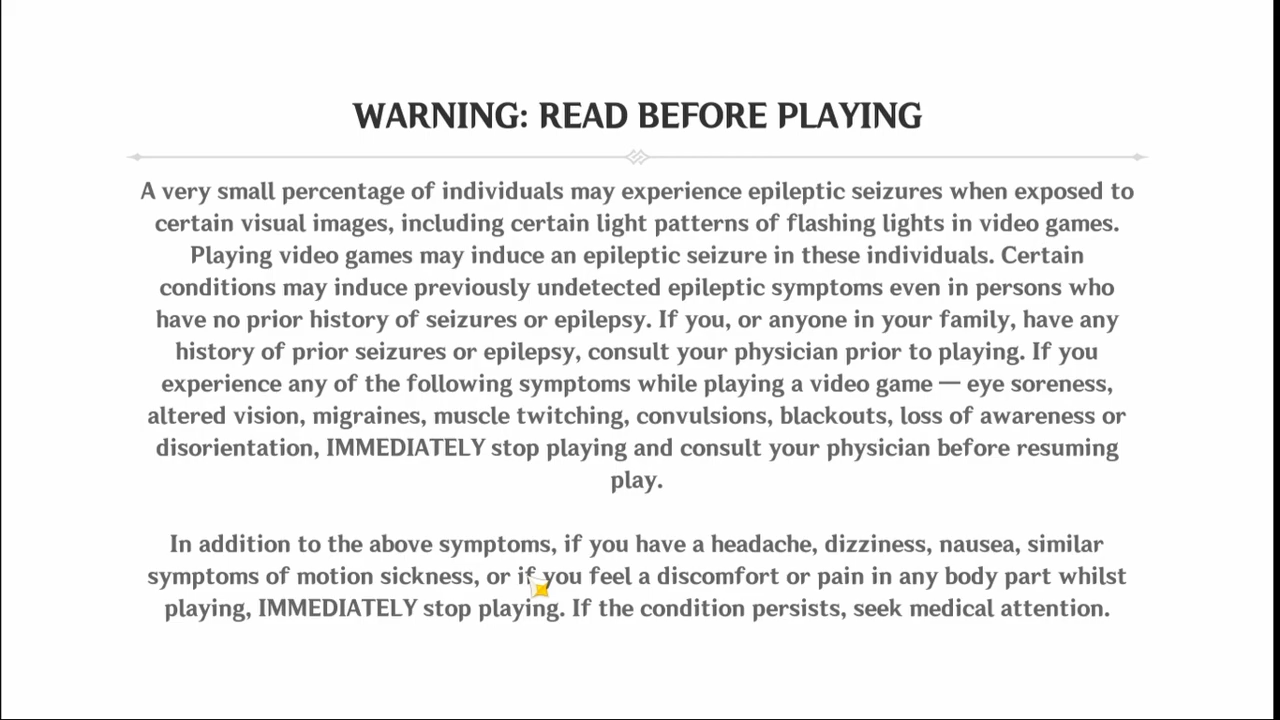 WARNING: READ BEFORE PLAYING
A very small percentage of individuals may experience epileptic seizures when exposed to
certain visual images, including certain light patterns of flashing lights in video games.
Playing video games may induce an epileptic seizure in these individuals. Certain
conditions may induce previously undetected epileptic symptoms even in persons who
have no prior history of seizures or epilepsy. If you, or anyone in your family, have any
history of prior seizures or epilepsy, consult your physician prior to playing. If you
experience any of the following symptoms while playing a video game — eye soreness,
altered vision, migraines, muscle twitching, convulsions, blackouts, loss of awareness or
disorientation, IMMEDIATELY stop playing and consult your physician before resuming
play.
In addition to the above symptoms, if you have a headache, dizziness, nausea, similar
symptoms of motion sickness, or if you feel a discomfort or pain in any body part whilst
playing, IMMEDIATELY stop playing. If the condition persists, seek medical attention.